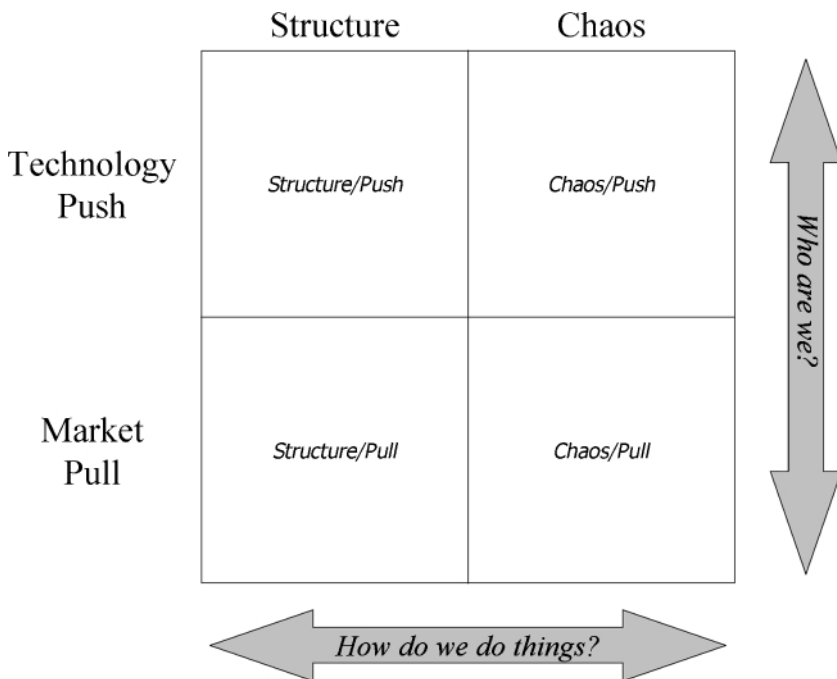 Structure Chaos
Technology
Push
Structure/Push Chaos/Push
Who are we?
Market
Pull
Structure/Pull Chaos/Pull
How do we do things?